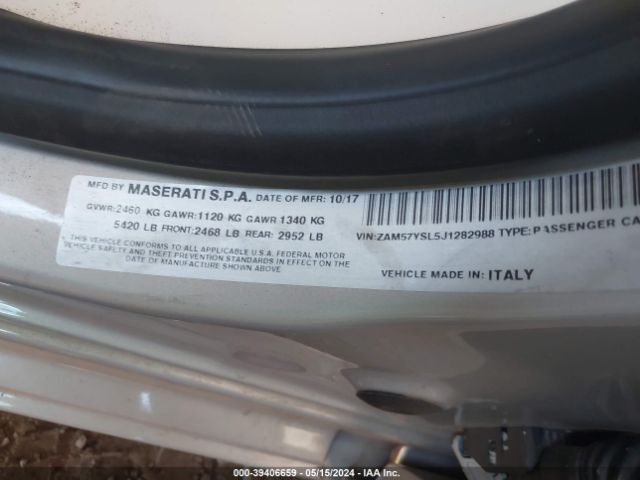 MFD BY MASERATI S.P.A. DATE OF MFR: 10/17
GVWR:2460 KG GAWR:1120 KG GAWR 1340 KG
5420 LB FRONT:2468 LB REAR: 2952 LB
THIS VEHICLE CONFORMS TO ALL APPLICABLE U.S.A. FEDERAL MOTOR
VEHICLE SAFETY AND THEFT PREVENTION STANDARDS IN EFFECT ON THE
DATE OF MANUFACTURE SHOWN ABOVE.
VIN:ZAM57YSL5J1282988 TYPE: PASSENGER CA
VEHICLE MADE IN: ITALY
000-39406659 - 05/15/2024 - IAA Inc.